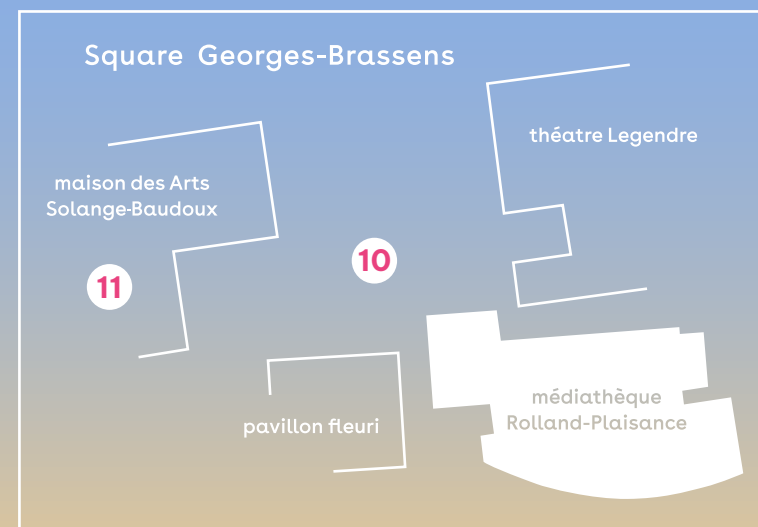 Square Georges-Brassens
théatre Legendre
maison des Arts
Solange-Baudoux
10
11
médiathèque
Rolland-Plaisance
pavillon fleuri